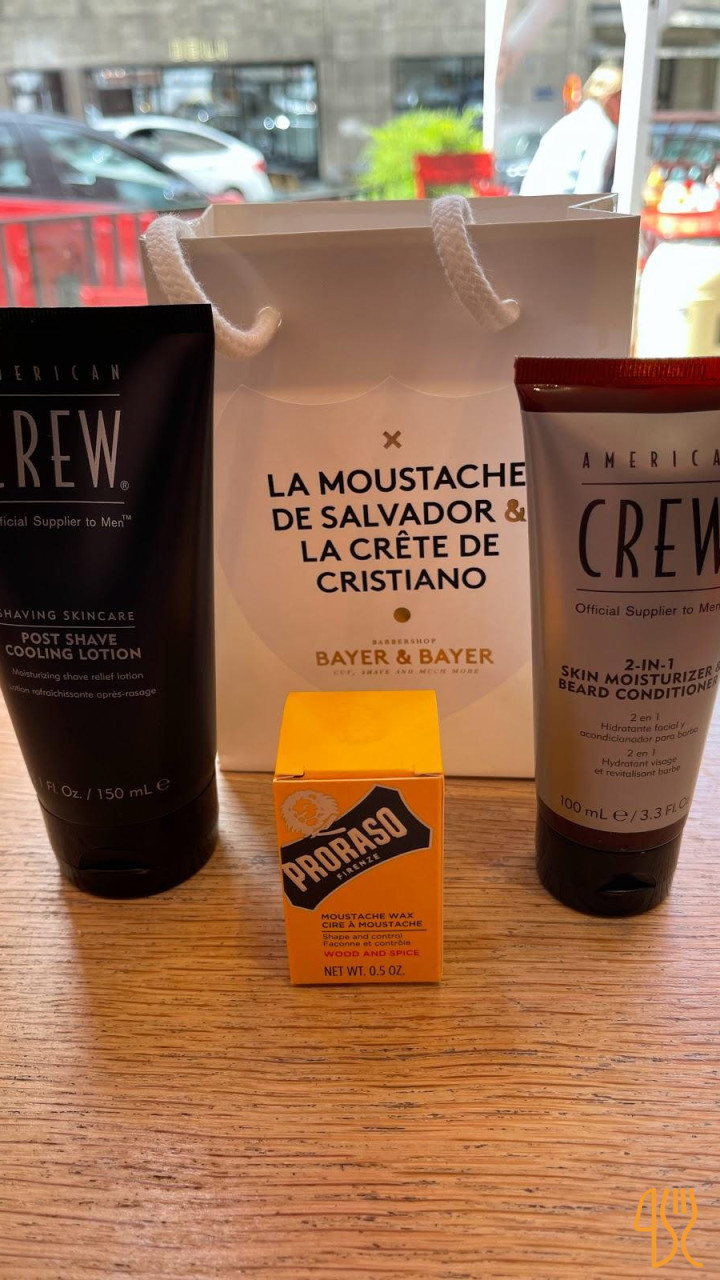 LA MOUSTACHE
DE SALVADOR &
LA CRÊTE DE
CRISTIANO
BARBERSHOP
BAYER & BAYER
CUT, SHAVE AND MUCH MORE
ERICAN
CREW®
ficial Supplier to Men™
SHAVING SKINCARE
POST SHAVE
COOLING LOTION
Moisturizing shave relief lotion
Lotion rafraîchissante après-rasage
Fl. Oz. / 150 mL ℮
AMERICA
CREW
Official Supplier to Men
2-IN-1
SKIN MOISTURIZER &
BEARD CONDITIONER
2 en 1
Hidratante facial y
acondicionador para barba
2 en 1
Hydratant visage
et revitalisant barbe
100 mL ℮ / 3.3 Fl. O
PRORASO
FIRENZE
MOUSTACHE WAX
CIRE À MOUSTACHE
Shape and control
Façonne et contrôle
WOOD AND SPICE
NET WT. 0.5 OZ.